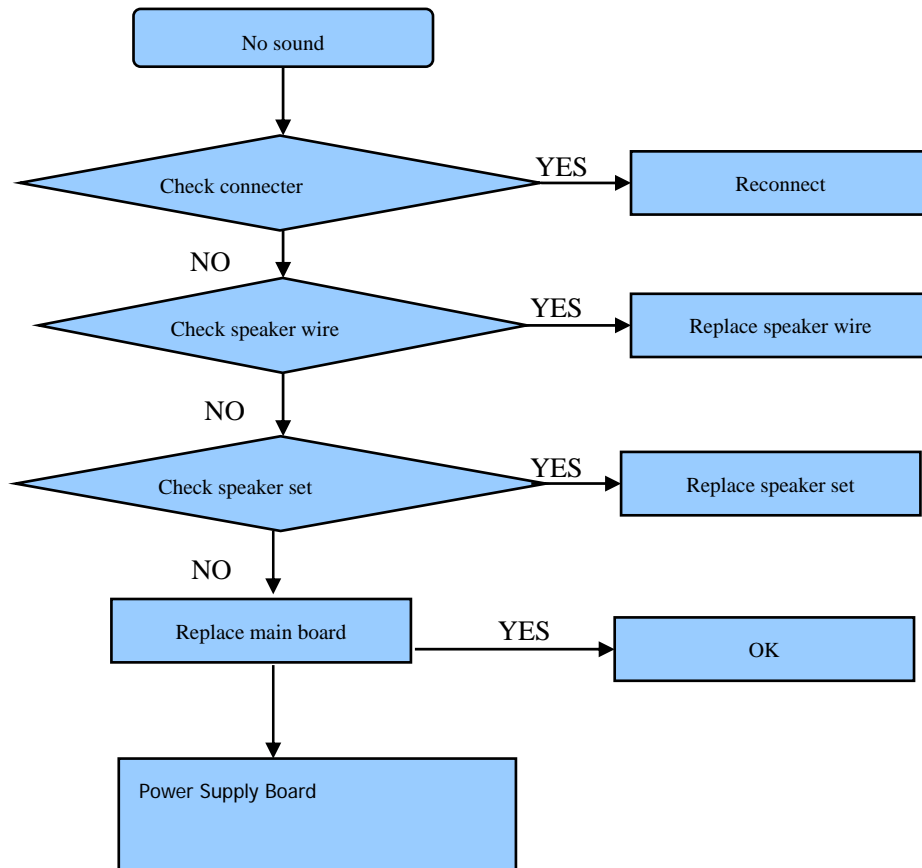 No sound
Check connecter
YES
Reconnect
NO
Check speaker wire
YES
Replace speaker wire
NO
Check speaker set
YES
Replace speaker set
NO
Replace main board
YES
OK
Power Supply Board